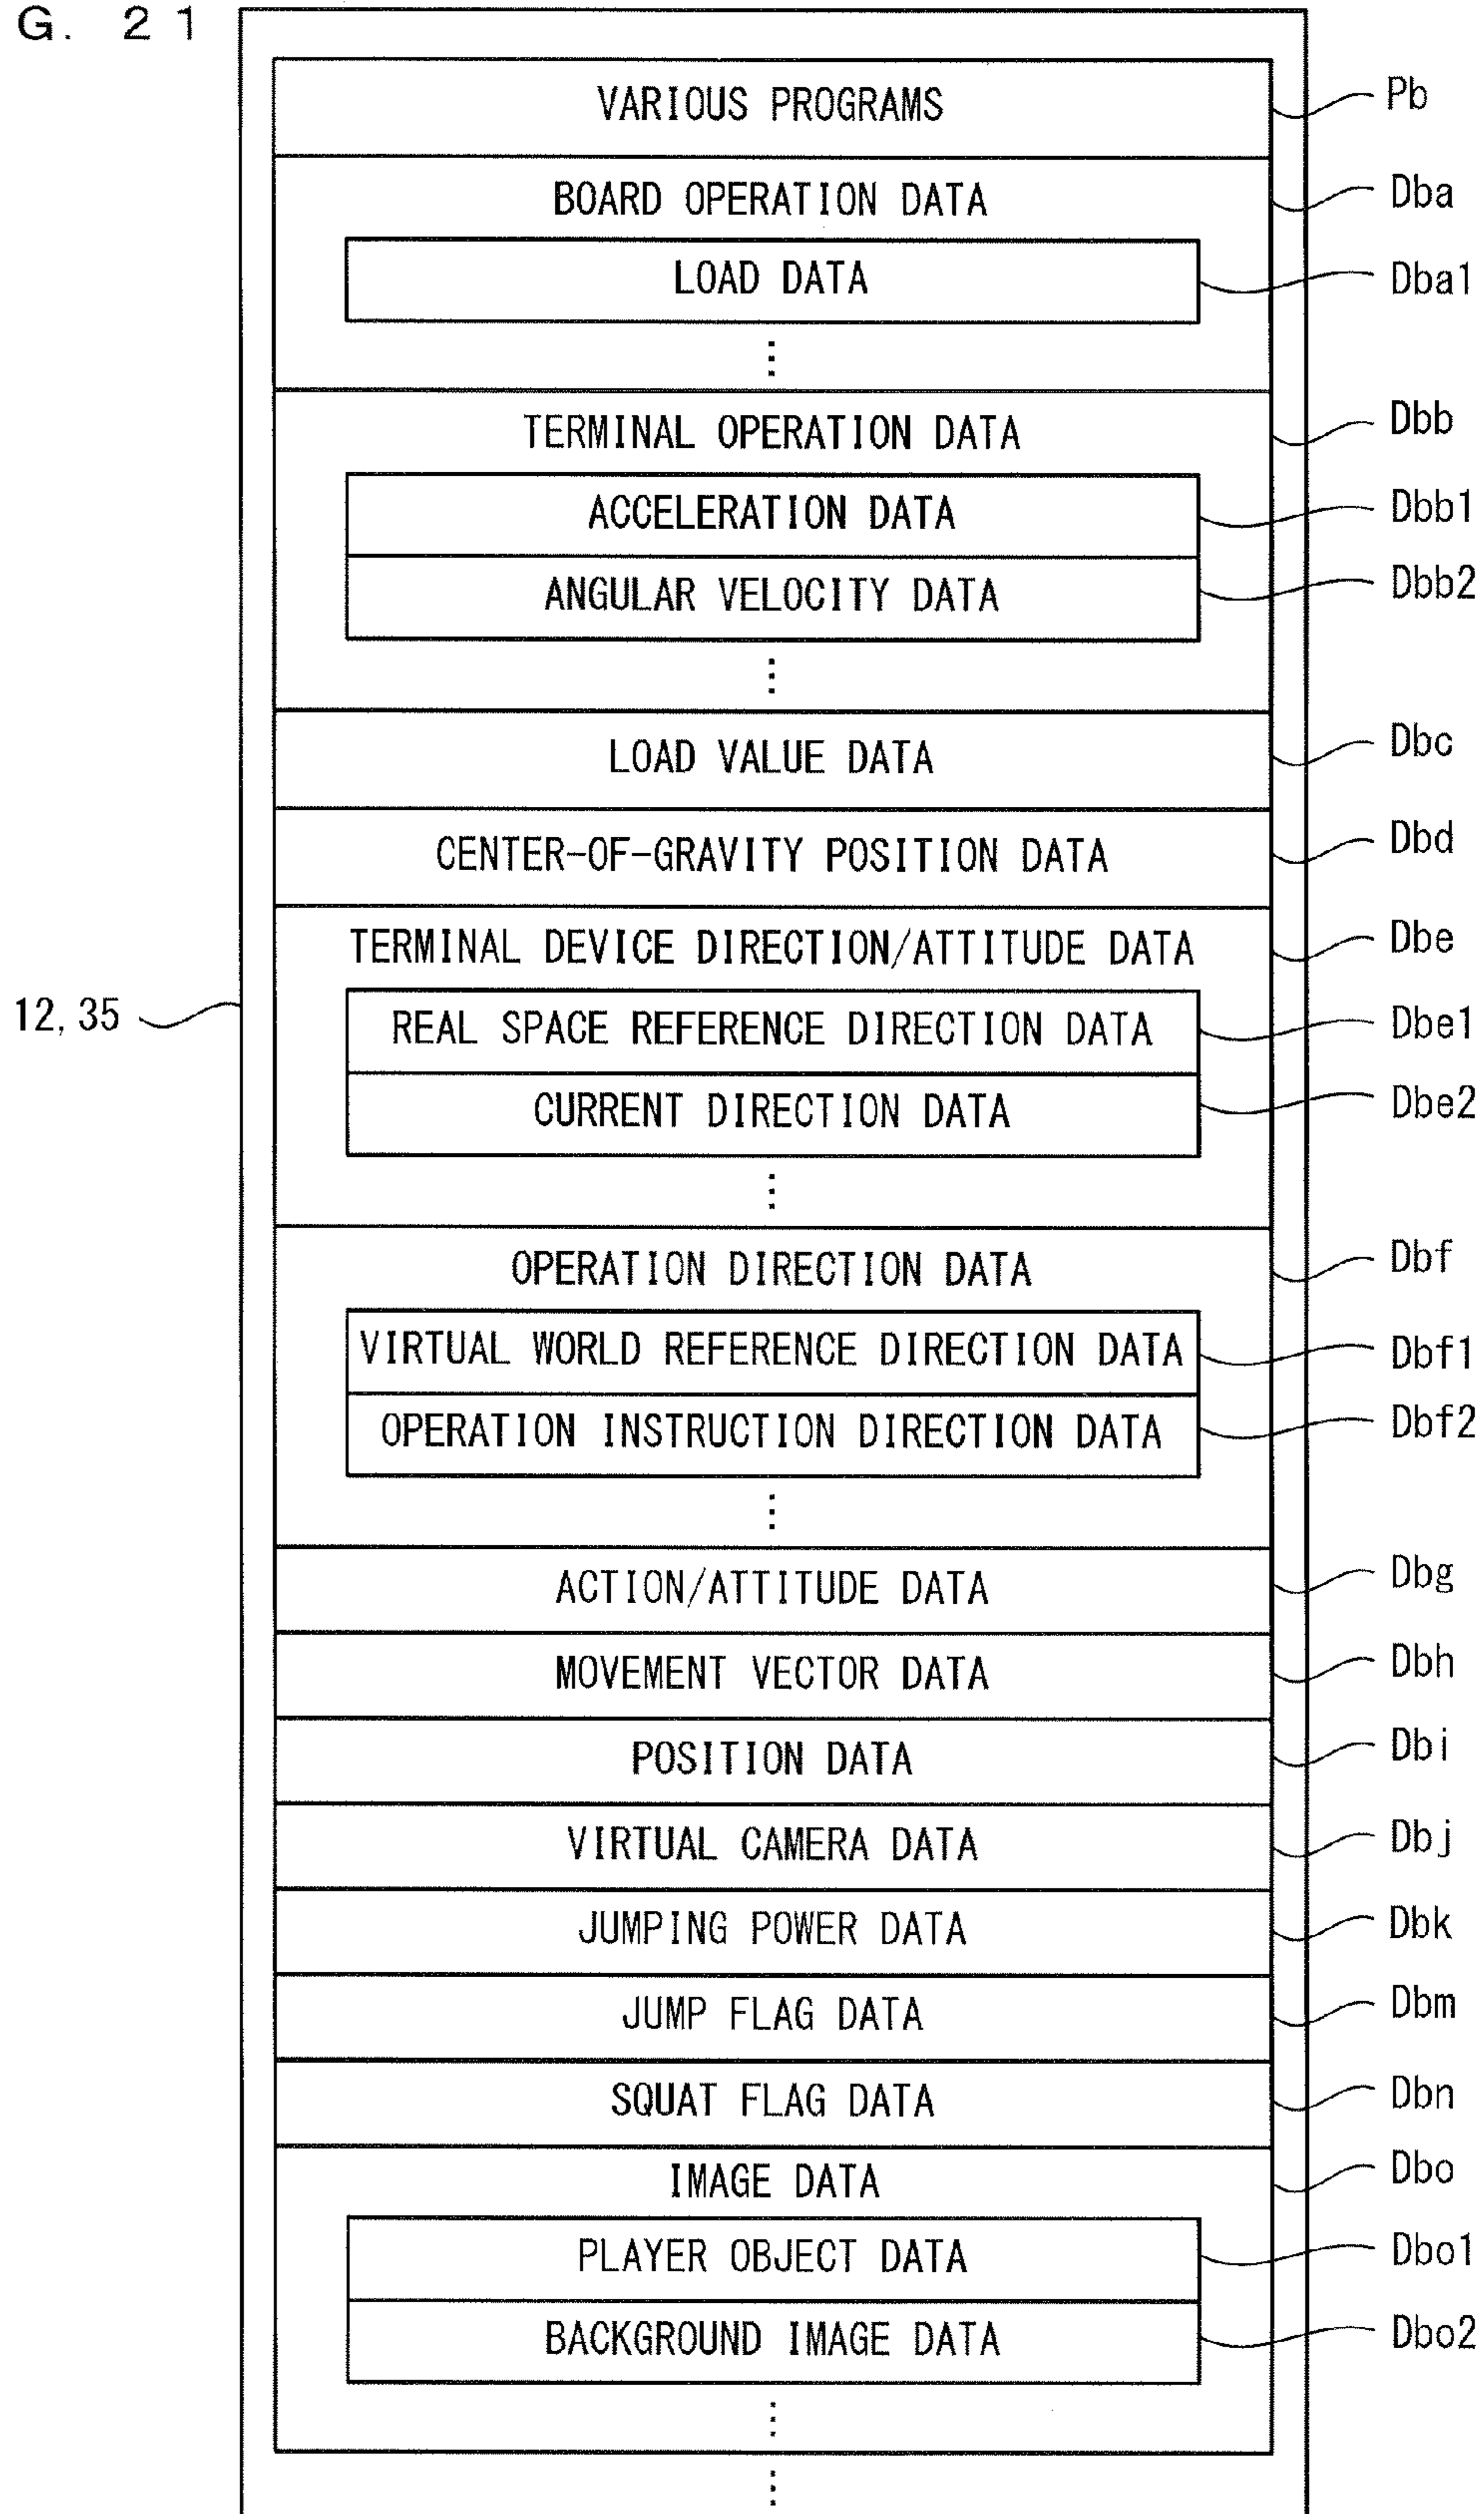 G. 21
VARIOUS PROGRAMS Pb
BOARD OPERATION DATA Dba
LOAD DATA Dba1
TERMINAL OPERATION DATA Dbb
ACCELERATION DATA Dbb1
ANGULAR VELOCITY DATA Dbb2
LOAD VALUE DATA Dbc
CENTER-OF-GRAVITY POSITION DATA Dbd
TERMINAL DEVICE DIRECTION/ATTITUDE DATA Dbe
12, 35 REAL SPACE REFERENCE DIRECTION DATA Dbe1
CURRENT DIRECTION DATA Dbe2
OPERATION DIRECTION DATA Dbf
VIRTUAL WORLD REFERENCE DIRECTION DATA Dbf1
OPERATION INSTRUCTION DIRECTION DATA Dbf2
ACTION/ATTITUDE DATA Dbg
MOVEMENT VECTOR DATA Dbh
POSITION DATA Dbi
VIRTUAL CAMERA DATA Dbj
JUMPING POWER DATA Dbk
JUMP FLAG DATA Dbm
SQUAT FLAG DATA Dbn
IMAGE DATA Dbo
PLAYER OBJECT DATA Dbo1
BACKGROUND IMAGE DATA Dbo2